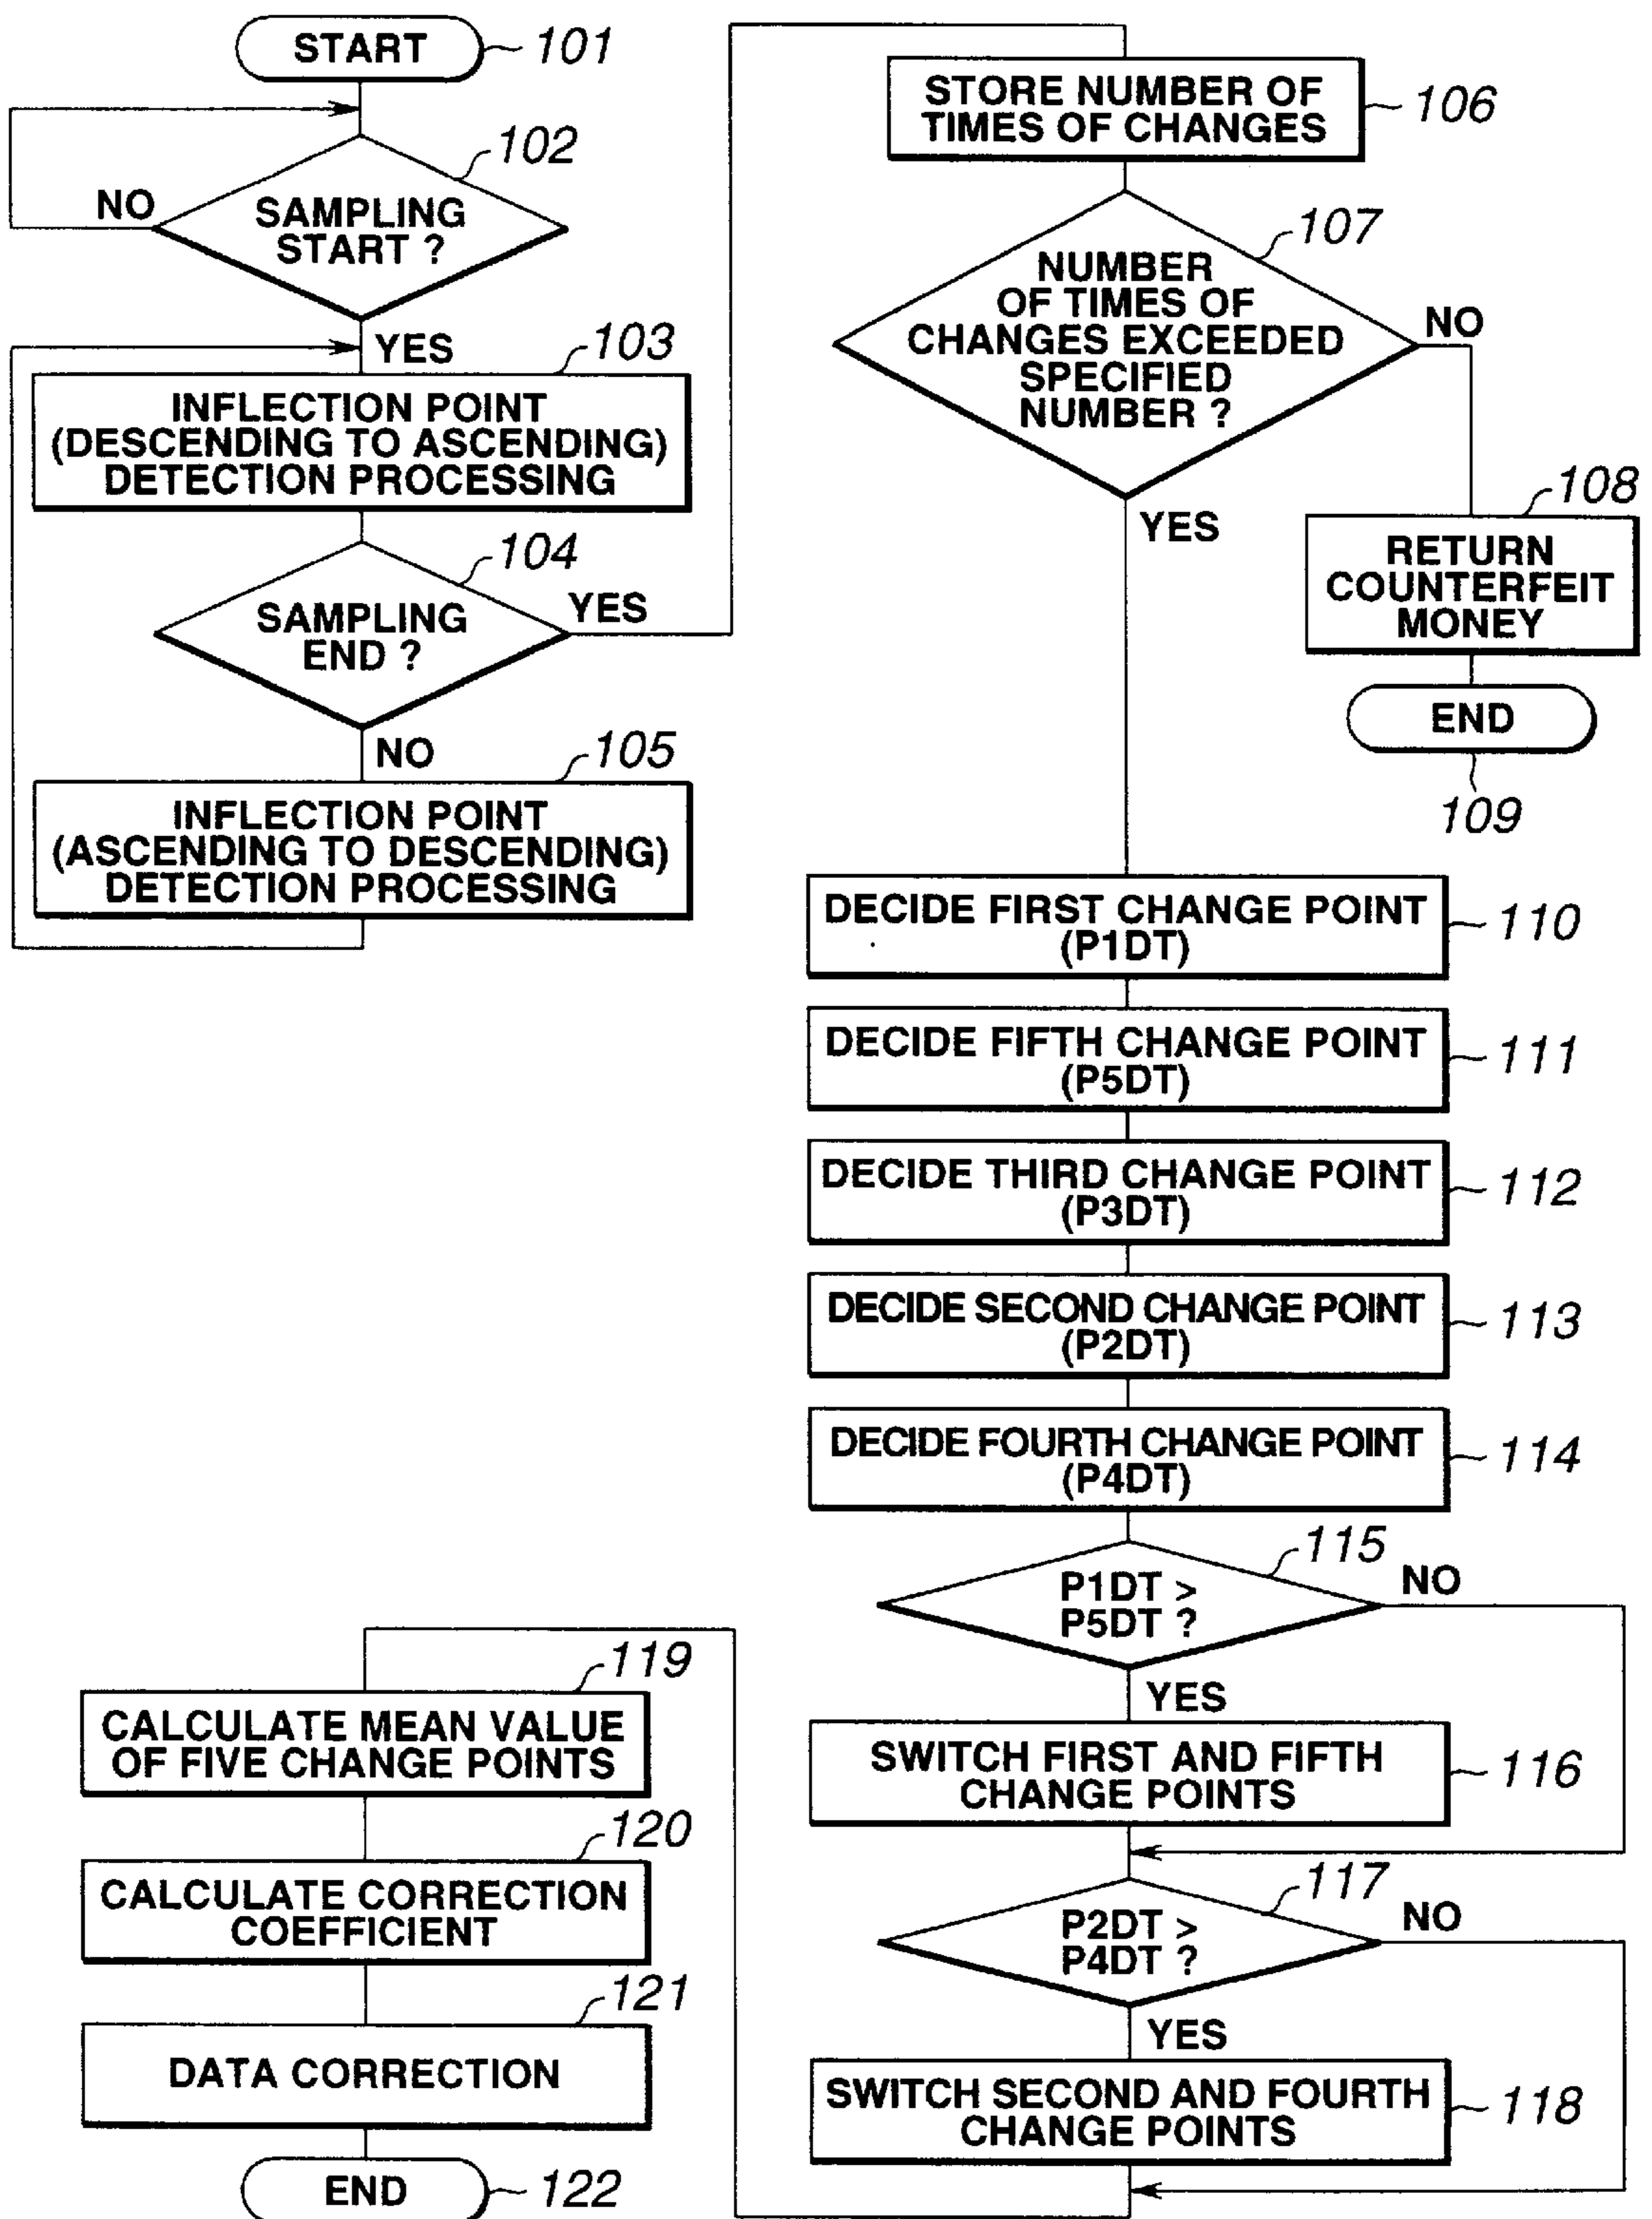 START
101
102
NO
SAMPLING
START ?
YES
103
INFLECTION POINT
(DESCENDING TO ASCENDING)
DETECTION PROCESSING
104
SAMPLING
END ?
YES
NO
105
INFLECTION POINT
(ASCENDING TO DESCENDING)
DETECTION PROCESSING
STORE NUMBER OF
TIMES OF CHANGES
106
107
NUMBER
OF TIMES OF
CHANGES EXCEEDED
SPECIFIED
NUMBER ?
NO
YES
108
RETURN
COUNTERFEIT
MONEY
END
109
DECIDE FIRST CHANGE POINT
(P1DT)
110
DECIDE FIFTH CHANGE POINT
(P5DT)
111
DECIDE THIRD CHANGE POINT
(P3DT)
112
DECIDE SECOND CHANGE POINT
(P2DT)
113
DECIDE FOURTH CHANGE POINT
(P4DT)
114
115
P1DT >
P5DT ?
NO
YES
SWITCH FIRST AND FIFTH
CHANGE POINTS
116
117
P2DT >
P4DT ?
NO
YES
SWITCH SECOND AND FOURTH
CHANGE POINTS
118
119
CALCULATE MEAN VALUE
OF FIVE CHANGE POINTS
120
CALCULATE CORRECTION
COEFFICIENT
121
DATA CORRECTION
END
122